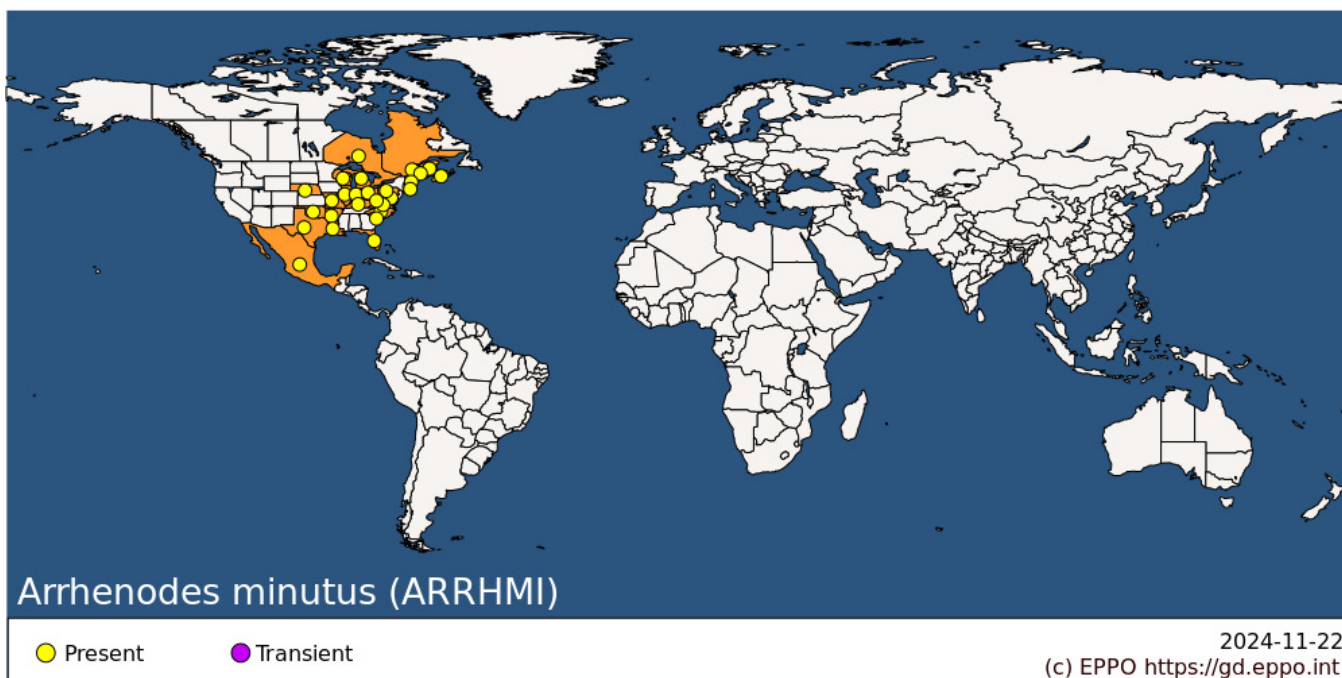 Arrhenodes minutus (ARRHMI)
Present
Transient
2024-11-22
(c) EPPO https://gd.eppo.int